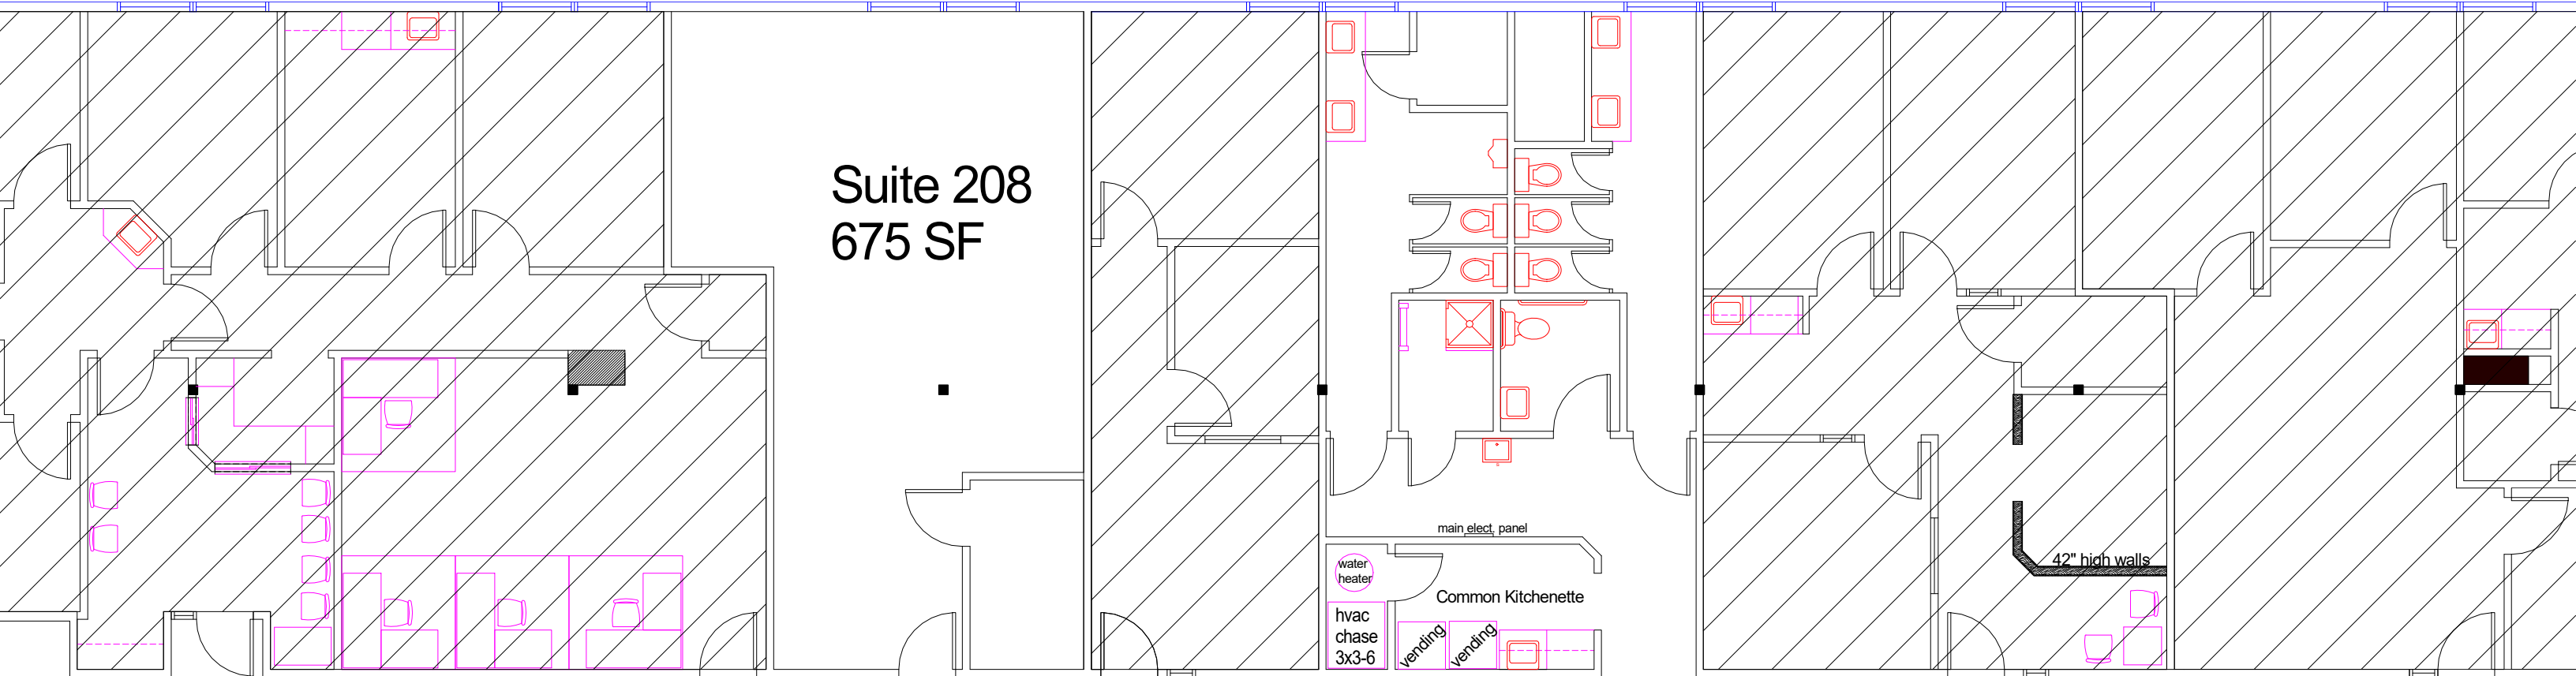 Suite 208
675 SF
main elect. panel
water
heater
Common Kitchenette
hvac
chase
3x3-6
vending
vending
42" high walls